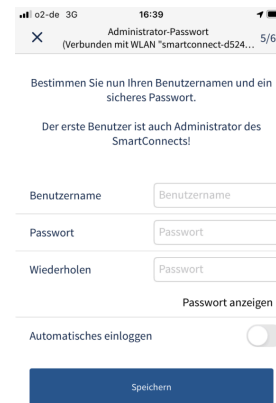 o2-de 3G 16:39
Administrator-Passwort
(Verbunden mit WLAN "smartconnect-d524… 5/6
Bestimmen Sie nun Ihren Benutzernamen und ein
sicheres Passwort.
Der erste Benutzer ist auch Administrator des
SmartConnects!
Benutzername Benutzername
Passwort Passwort
Wiederholen Passwort
Passwort anzeigen
Automatisches einloggen
Speichern